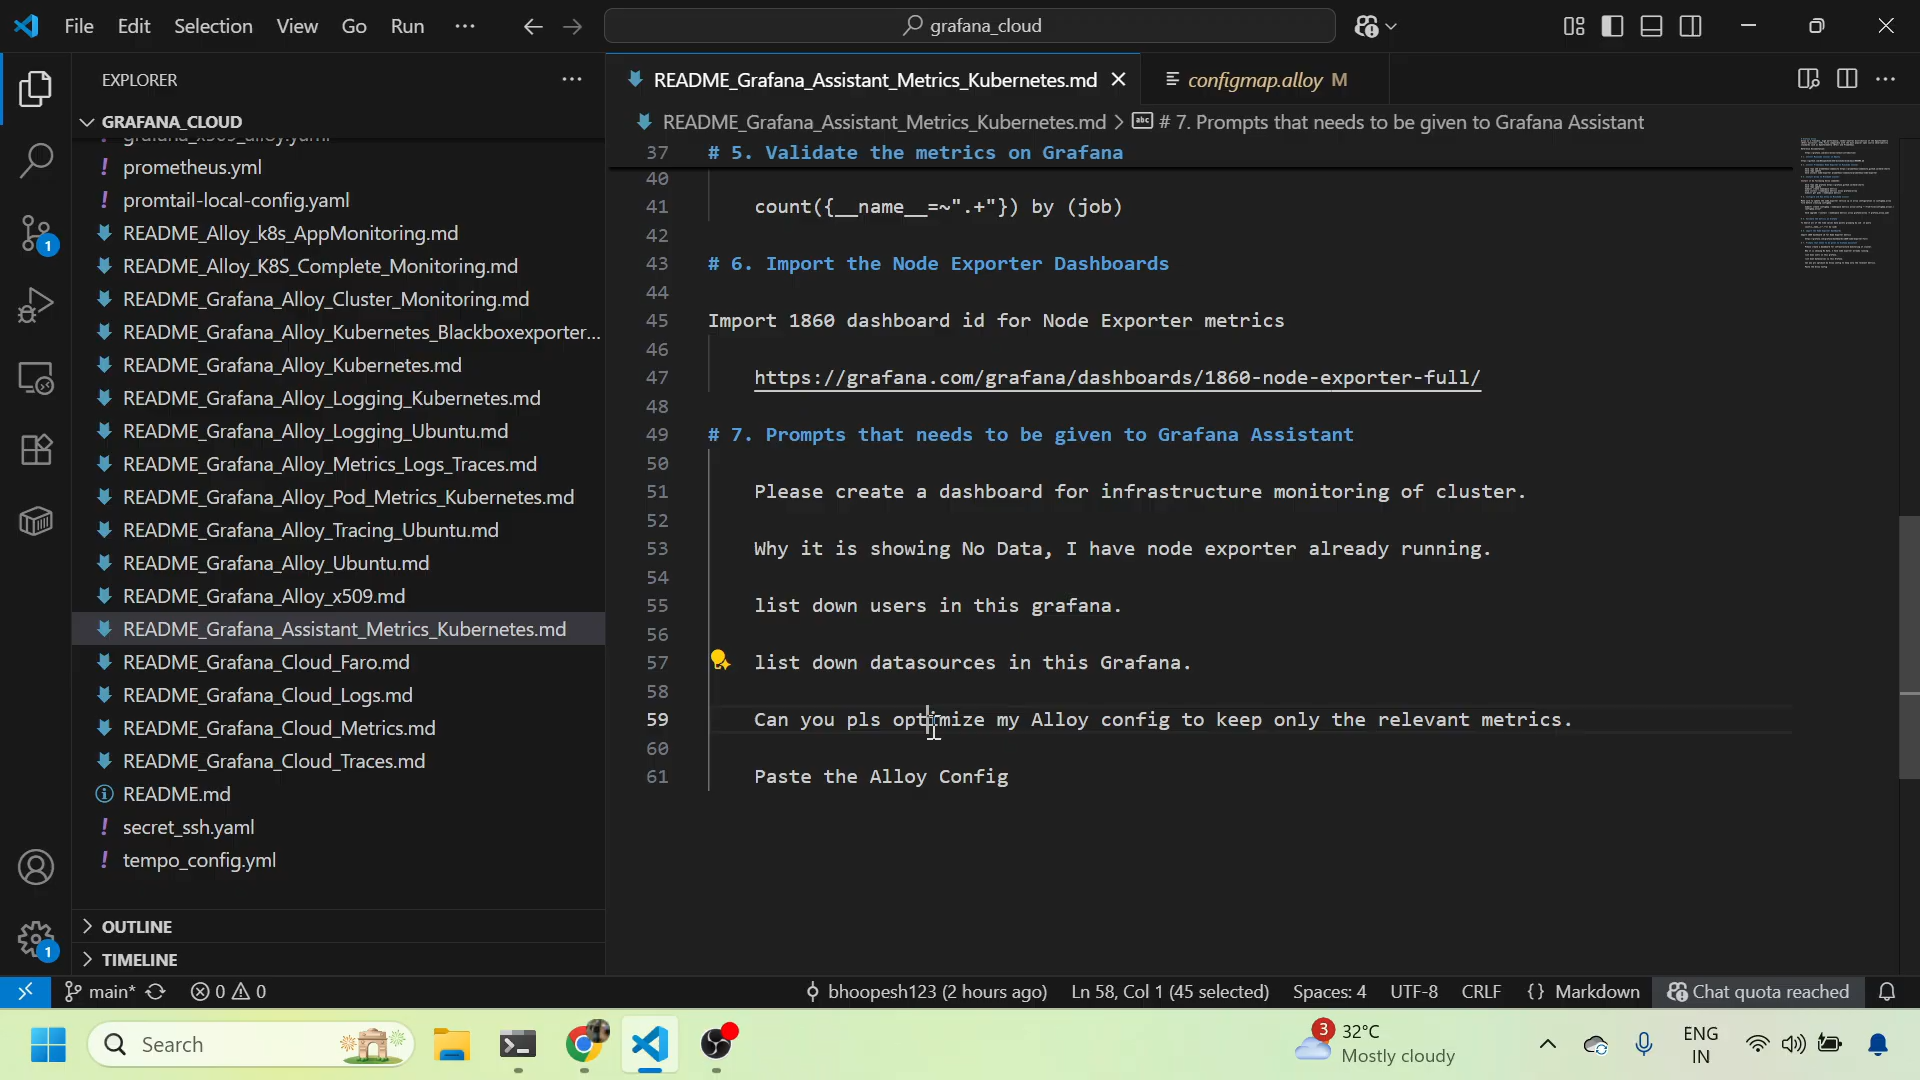 File Edit Selection View Go Run ···
grafana_cloud
EXPLORER
GRAFANA_CLOUD
prometheus.yml
promtail-local-config.yaml
README_Alloy_k8s_AppMonitoring.md
README_Alloy_K8S_Complete_Monitoring.md
README_Grafana_Alloy_Cluster_Monitoring.md
README_Grafana_Alloy_Kubernetes_Blackboxexporter...
README_Grafana_Alloy_Kubernetes.md
README_Grafana_Alloy_Logging_Kubernetes.md
README_Grafana_Alloy_Logging_Ubuntu.md
README_Grafana_Alloy_Metrics_Logs_Traces.md
README_Grafana_Alloy_Pod_Metrics_Kubernetes.md
README_Grafana_Alloy_Tracing_Ubuntu.md
README_Grafana_Alloy_Ubuntu.md
README_Grafana_Alloy_x509.md
README_Grafana_Assistant_Metrics_Kubernetes.md
README_Grafana_Cloud_Faro.md
README_Grafana_Cloud_Logs.md
README_Grafana_Cloud_Metrics.md
README_Grafana_Cloud_Traces.md
README.md
secret_ssh.yaml
tempo_config.yml
OUTLINE
TIMELINE
1
1
README_Grafana_Assistant_Metrics_Kubernetes.md
configmap.alloy M
README_Grafana_Assistant_Metrics_Kubernetes.md > # 7. Prompts that needs to be given to Grafana Assistant
37 # 5. Validate the metrics on Grafana
40
41 count({__name__=~".+"}) by (job)
42
43 # 6. Import the Node Exporter Dashboards
44
45 Import 1860 dashboard id for Node Exporter metrics
46
47 https://grafana.com/grafana/dashboards/1860-node-exporter-full/
48
49 # 7. Prompts that needs to be given to Grafana Assistant
50
51 Please create a dashboard for infrastructure monitoring of cluster.
52
53 Why it is showing No Data, I have node exporter already running.
54
55 list down users in this grafana.
56
57 list down datasources in this Grafana.
58
59 Can you pls optimize my Alloy config to keep only the relevant metrics.
60
61 Paste the Alloy Config
main* 0 0
bhoopesh123 (2 hours ago) Ln 58, Col 1 (45 selected) Spaces: 4 UTF-8 CRLF {} Markdown Chat quota reached
Search
3
32°C
Mostly cloudy
ENG
IN